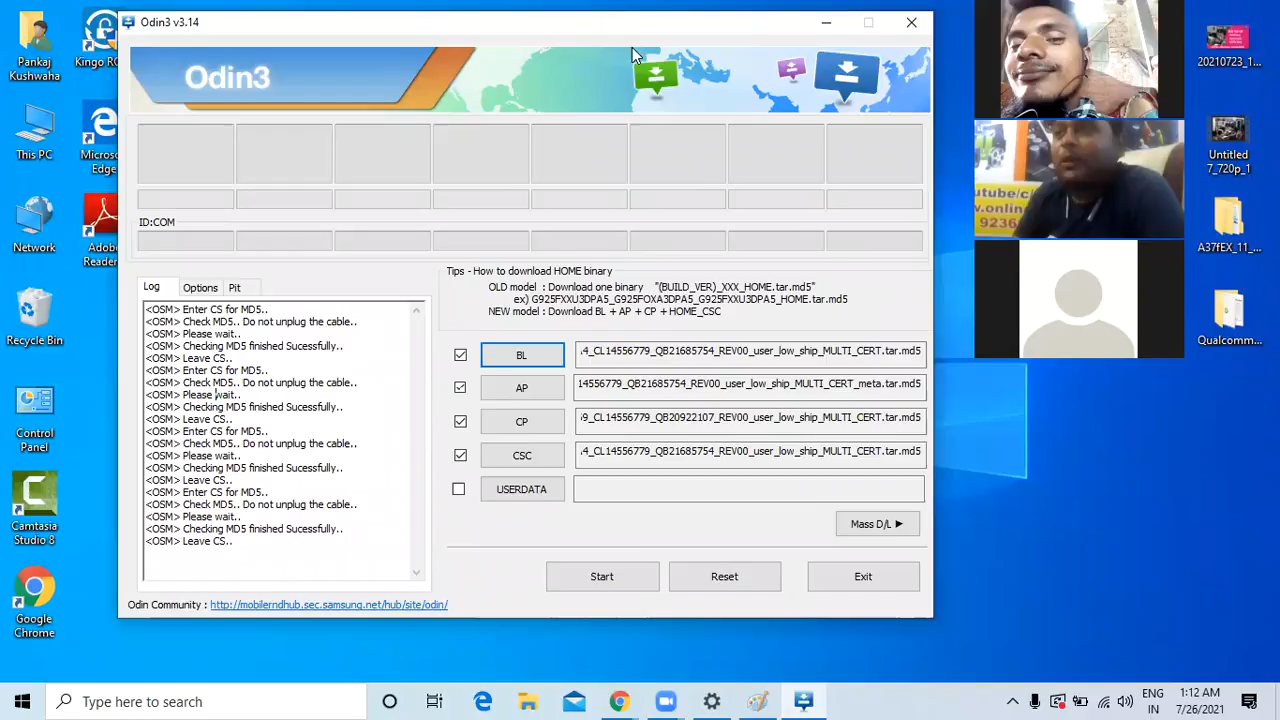 Odin3 v3.14
Pankaj
Kushwaha
Kingo RO
This PC
Microso
Edge
Network
Adobe
Reader
Recycle Bin
Control
Panel
Camtasia
Studio 8
Google
Chrome
Odin3
ID:COM
Log
Options
Pit
<OSM> Enter CS for MD5..
<OSM> Check MD5.. Do not unplug the cable..
<OSM> Please wait..
<OSM> Checking MD5 finished Sucessfully..
<OSM> Leave CS..
<OSM> Enter CS for MD5..
<OSM> Check MD5.. Do not unplug the cable..
<OSM> Please wait..
<OSM> Checking MD5 finished Sucessfully..
<OSM> Leave CS..
<OSM> Enter CS for MD5..
<OSM> Check MD5.. Do not unplug the cable..
<OSM> Please wait..
<OSM> Checking MD5 finished Sucessfully..
<OSM> Leave CS..
<OSM> Enter CS for MD5..
<OSM> Check MD5.. Do not unplug the cable..
<OSM> Please wait..
<OSM> Checking MD5 finished Sucessfully..
<OSM> Leave CS..
Tips - How to download HOME binary
OLD model : Download one binary "(BUILD_VER)_XXX_HOME.tar.md5"
ex) G925FXXU3DPA5_G925FOXA3DPA5_G925FXXU3DPA5_HOME.tar.md5
NEW model : Download BL + AP + CP + HOME_CSC
BL
.4_CL14556779_QB21685754_REV00_user_low_ship_MULTI_CERT.tar.md5
AP
14556779_QB21685754_REV00_user_low_ship_MULTI_CERT_meta.tar.md5
CP
i9_CL14556779_QB20922107_REV00_user_low_ship_MULTI_CERT.tar.md5
CSC
.4_CL14556779_QB21685754_REV00_user_low_ship_MULTI_CERT.tar.md5
USERDATA
Mass D/L
Start
Reset
Exit
Odin Community : http://mobilerndhub.sec.samsung.net/hub/site/odin/
utube/c/
v.onlin
9236
20210723_1...
Untitled
7_720p_1
A37fEX_11_...
Qualcomm...
Type here to search
ENG
IN
1:12 AM
7/26/2021